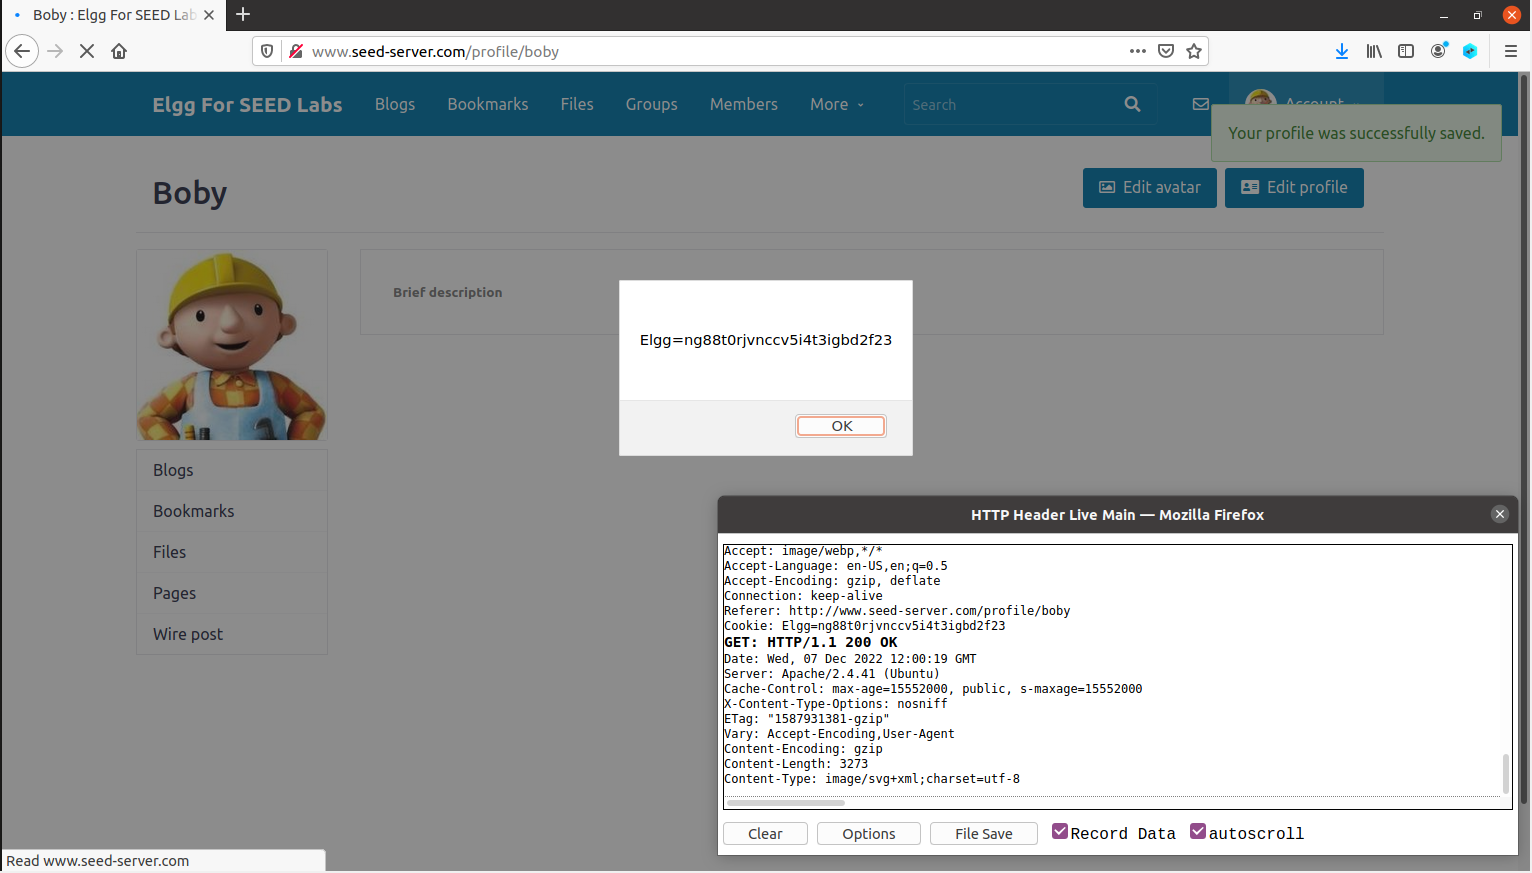 Boby : Elgg For SEED Lab
www.seed-server.com/profile/boby
Elgg For SEED Labs Blogs Bookmarks Files Groups Members More Search Account
Your profile was successfully saved.
Boby
Edit avatar Edit profile
Brief description
Elgg=ng88t0rjvnccv5i4t3igbd2f23
OK
Blogs
Bookmarks
Files
Pages
Wire post
HTTP Header Live Main — Mozilla Firefox
Accept: image/webp,*/*
Accept-Language: en-US,en;q=0.5
Accept-Encoding: gzip, deflate
Connection: keep-alive
Referer: http://www.seed-server.com/profile/boby
Cookie: Elgg=ng88t0rjvnccv5i4t3igbd2f23
GET: HTTP/1.1 200 OK
Date: Wed, 07 Dec 2022 12:00:19 GMT
Server: Apache/2.4.41 (Ubuntu)
Cache-Control: max-age=15552000, public, s-maxage=15552000
X-Content-Type-Options: nosniff
ETag: "1587931381-gzip"
Vary: Accept-Encoding,User-Agent
Content-Encoding: gzip
Content-Length: 3273
Content-Type: image/svg+xml;charset=utf-8
Clear Options File Save Record Data autoscroll
Read www.seed-server.com